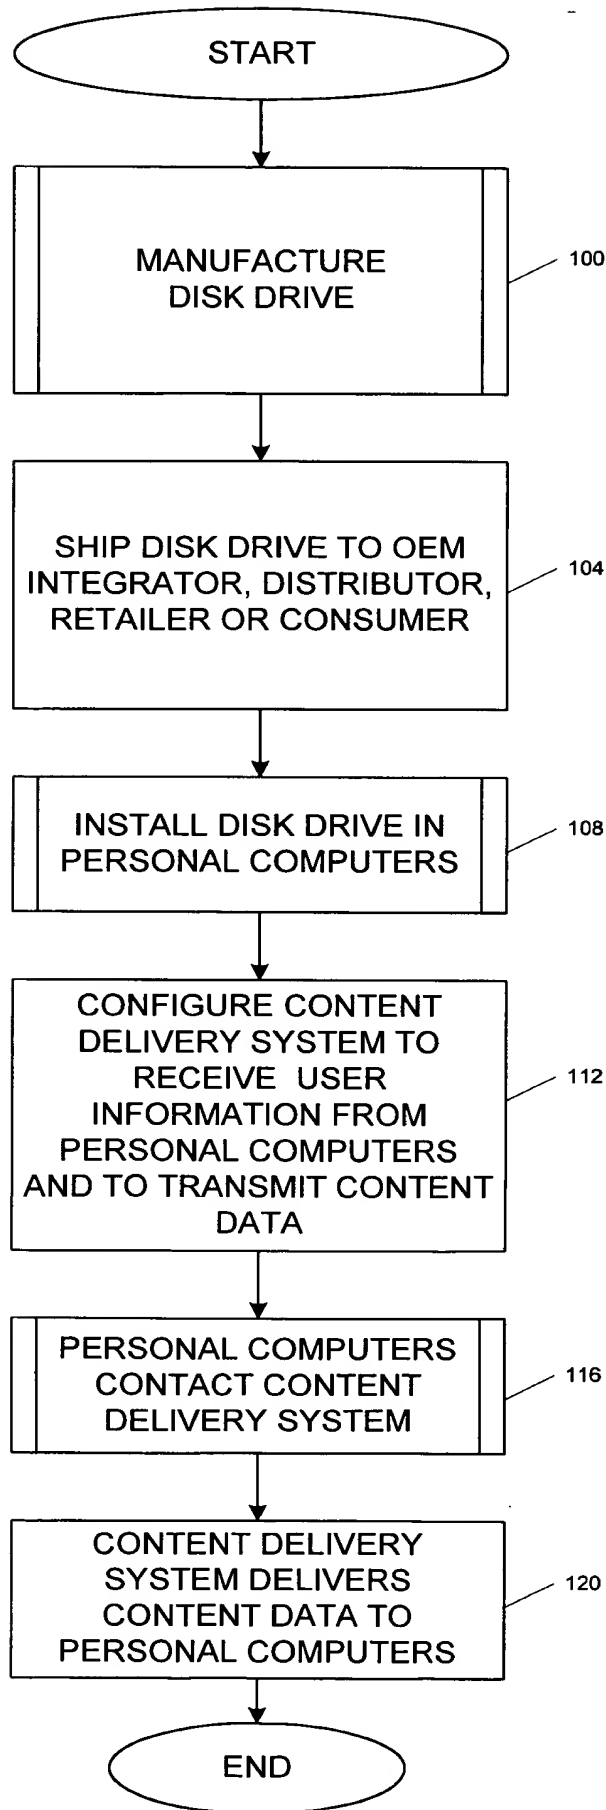 START
MANUFACTURE
DISK DRIVE
100
SHIP DISK DRIVE TO OEM
INTEGRATOR, DISTRIBUTOR,
RETAILER OR CONSUMER
104
INSTALL DISK DRIVE IN
PERSONAL COMPUTERS
108
CONFIGURE CONTENT
DELIVERY SYSTEM TO
RECEIVE USER
INFORMATION FROM
PERSONAL COMPUTERS
AND TO TRANSMIT CONTENT
DATA
112
PERSONAL COMPUTERS
CONTACT CONTENT
DELIVERY SYSTEM
116
CONTENT DELIVERY
SYSTEM DELIVERS
CONTENT DATA TO
PERSONAL COMPUTERS
120
END